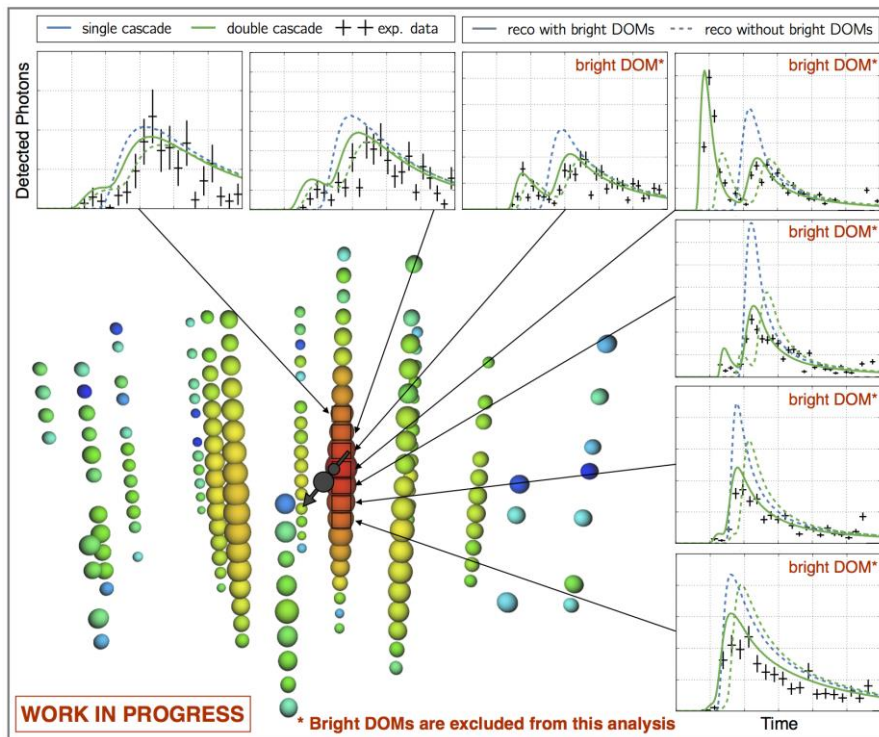 single cascade double cascade exp. data reco with bright DOMs reco without bright DOMs
Detected Photons
bright DOM*
bright DOM*
bright DOM*
bright DOM*
bright DOM*
WORK IN PROGRESS
* Bright DOMs are excluded from this analysis
Time